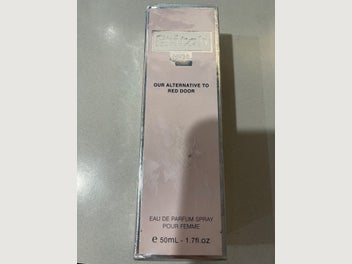 OUR ALTERNATIVE TO
RED DOOR
EAU DE PARFUM SPRAY
POUR FEMME
℮ 50mL - 1.7fl.oz